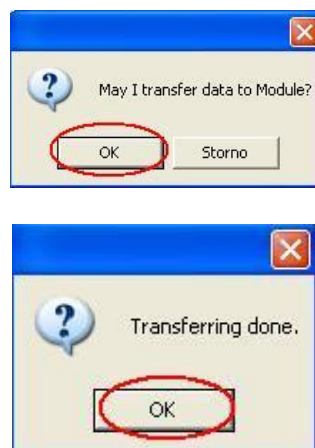 May I transfer data to Module?
OK Storno
Transferring done.
OK